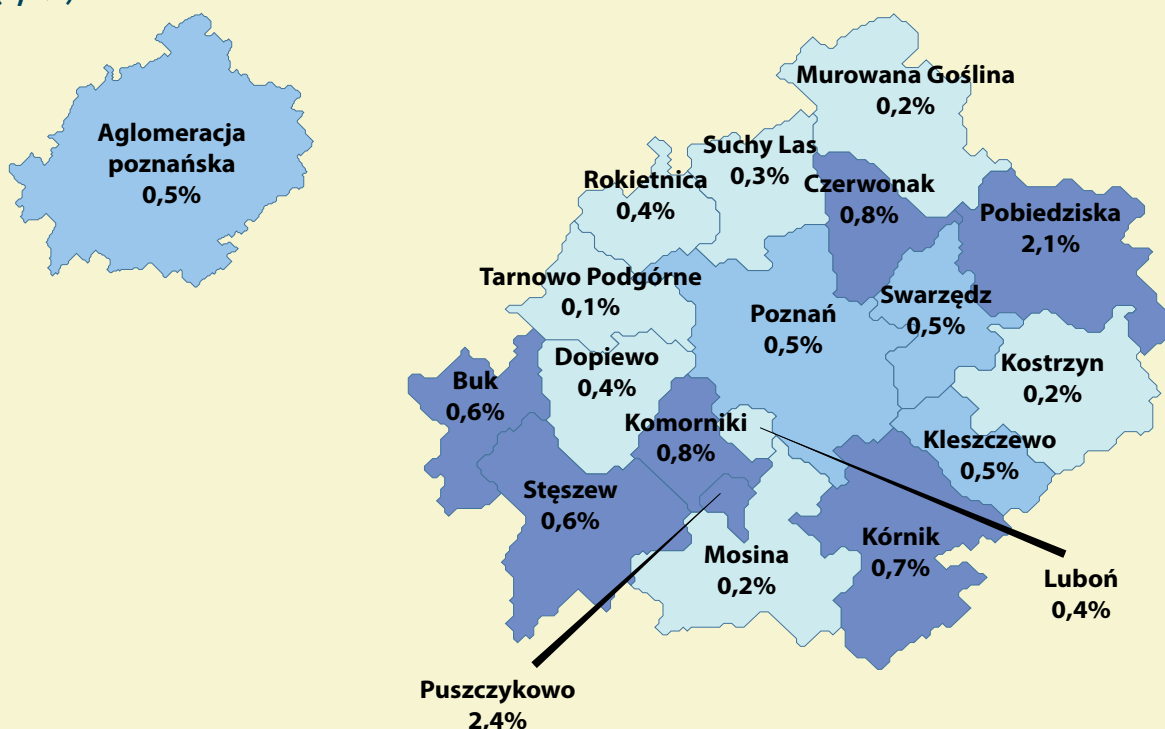 Aglomeracja
poznańska
0,5%
Murowana Goślina
0,2%
Suchy Las
0,3%
Rokietnica
0,4%
Czerwonak
0,8%
Pobiedziska
2,1%
Tarnowo Podgórne
0,1%
Swarzędz
0,5%
Poznań
0,5%
Dopiewo
0,4%
Kostrzyn
0,2%
Buk
0,6%
Komorniki
0,8%
Kleszczewo
0,5%
Stęszew
0,6%
Kórnik
0,7%
Mosina
0,2%
Luboń
0,4%
Puszczykowo
2,4%